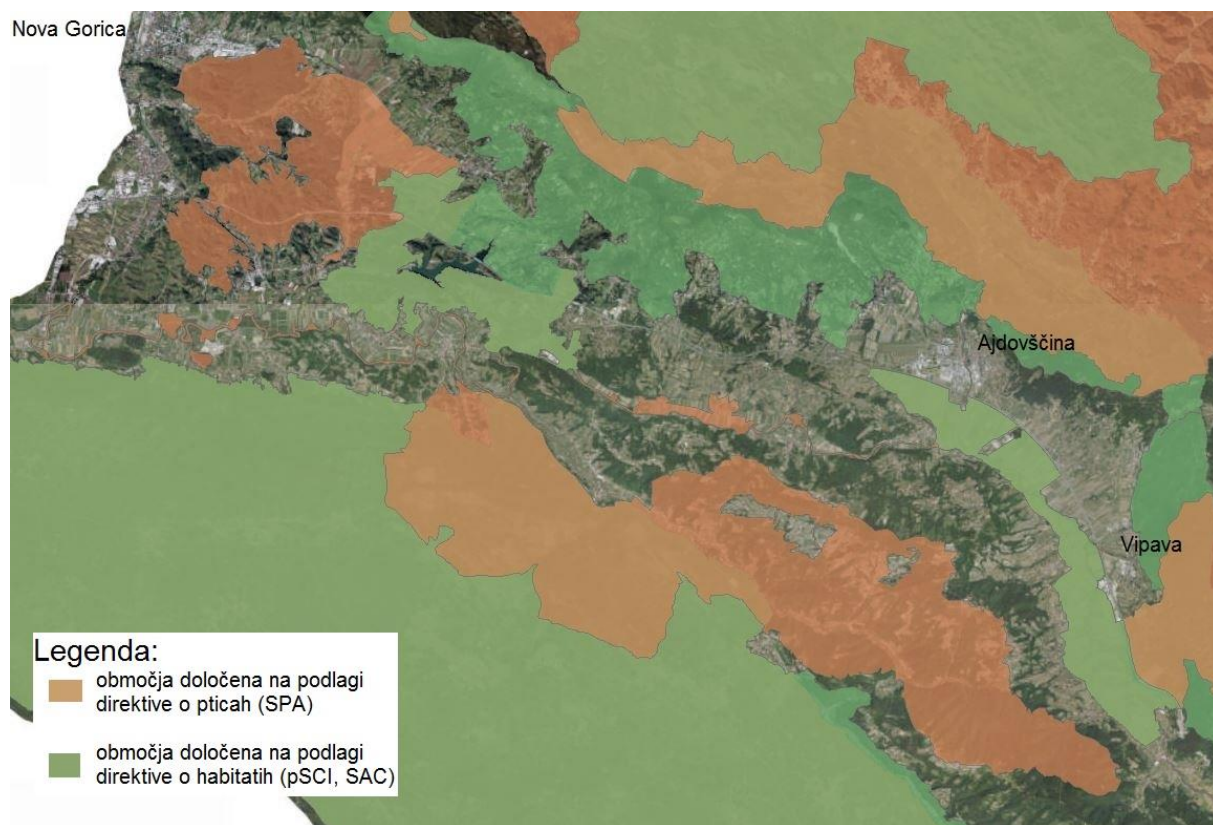 Nova Gorica
Ajdovščina
Vipava
Legenda:
območja določena na podlagi
direktive o pticah (SPA)
območja določena na podlagi
direktive o habitatih (pSCI, SAC)